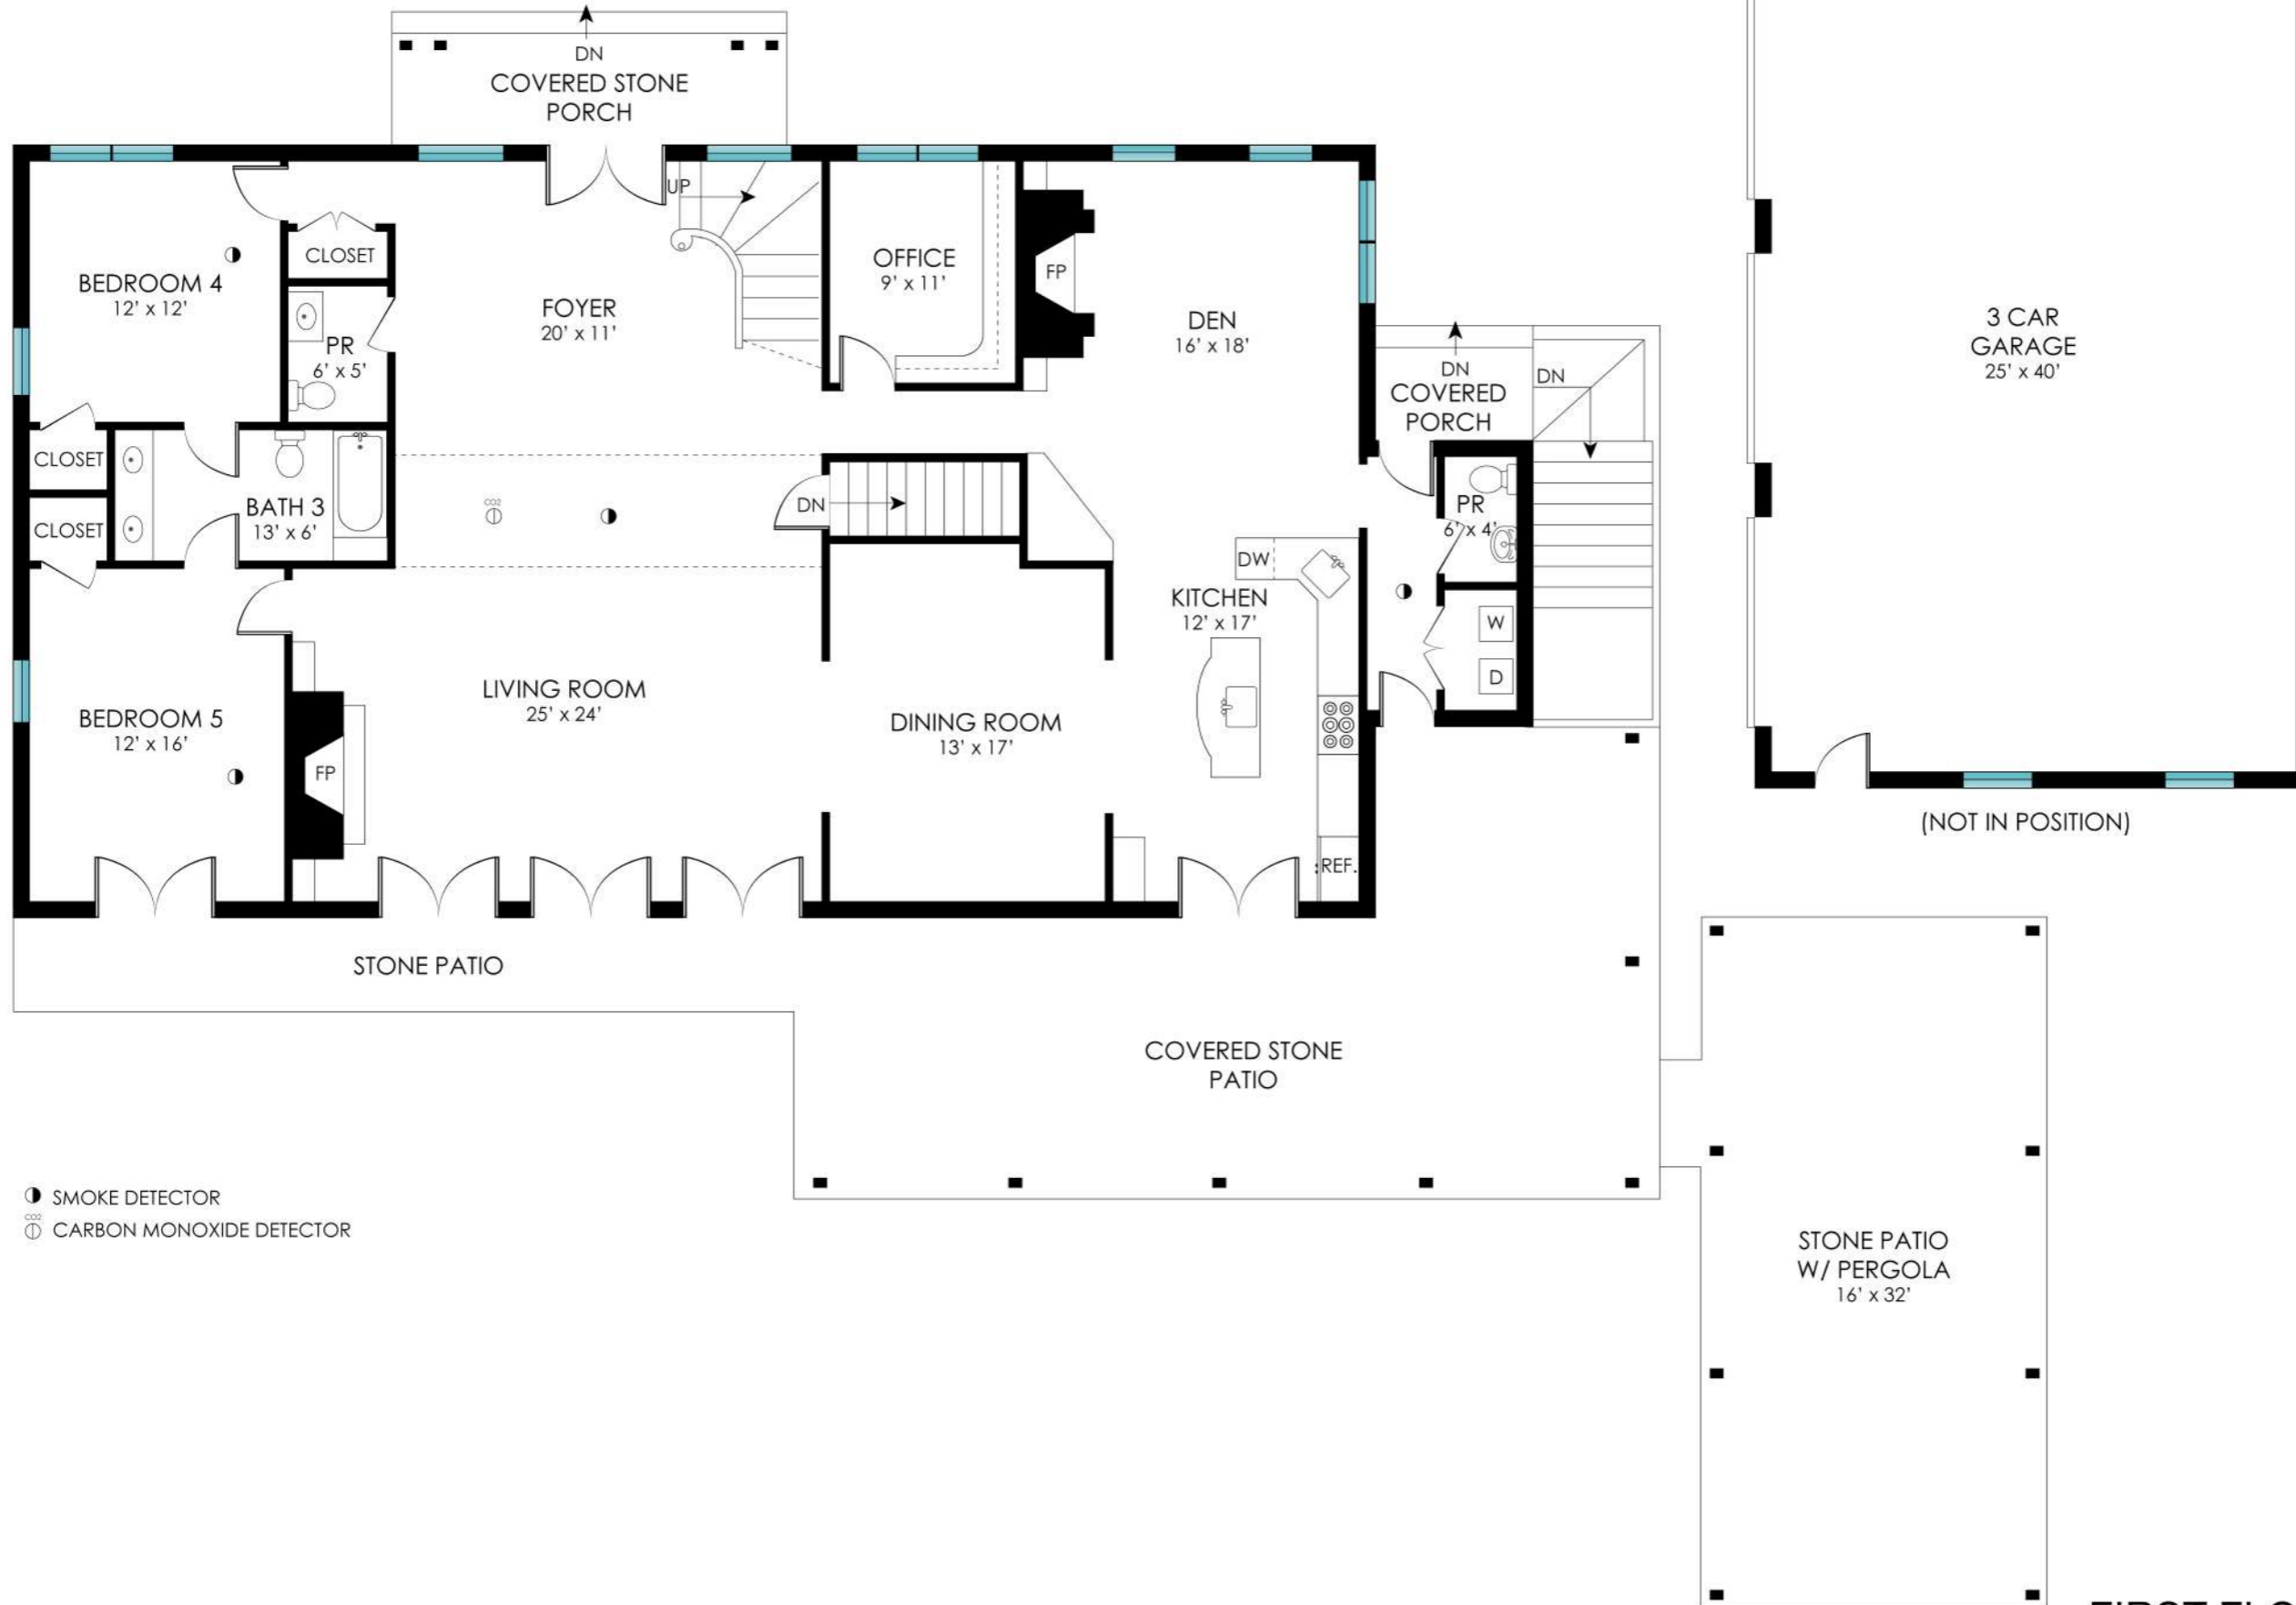 DN
COVERED STONE
PORCH
UP
CLOSET
BEDROOM 4
12' x 12'
FOYER
20' x 11'
OFFICE
9' x 11'
FP
DEN
16' x 18'
3 CAR
GARAGE
25' x 40'
PR
6' x 5'
DN
COVERED
PORCH
DN
CLOSET
CLOSET
BATH 3
13' x 6'
CO2
DN
PR
6' x 4'
DW
KITCHEN
12' x 17'
W
D
LIVING ROOM
25' x 24'
BEDROOM 5
12' x 16'
DINING ROOM
13' x 17'
FP
REF.
(NOT IN POSITION)
STONE PATIO
COVERED STONE
PATIO
SMOKE DETECTOR
CO2
CARBON MONOXIDE DETECTOR
STONE PATIO
W/ PERGOLA
16' x 32'